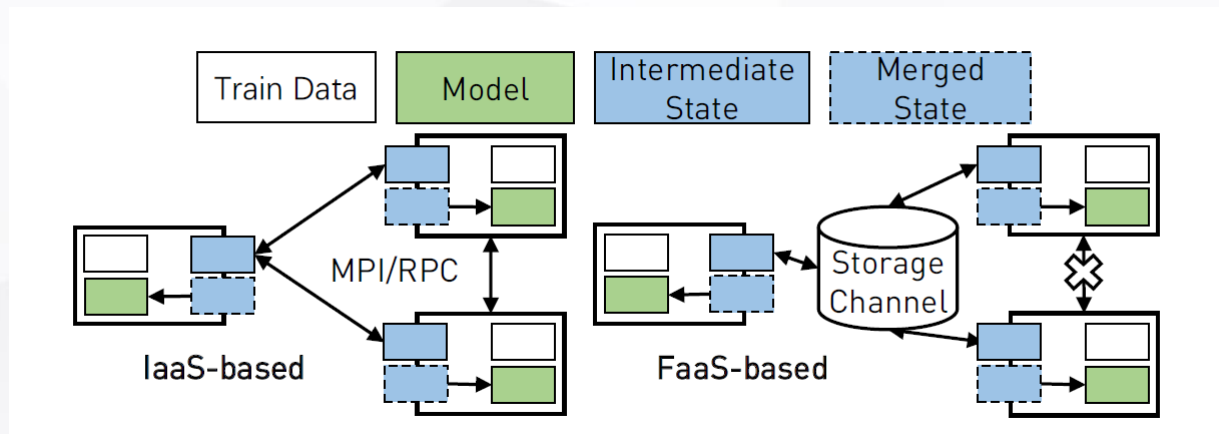 Train Data
Model
Intermediate
State
Merged
State
MPI/RPC
IaaS-based
Storage
Channel
FaaS-based